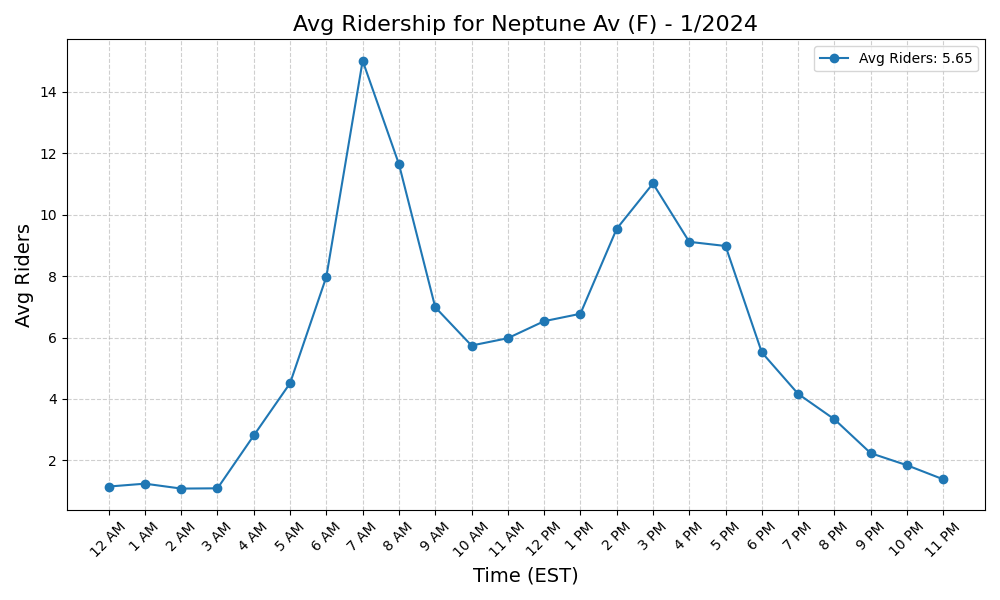 Avg Ridership for Neptune Av (F) - 1/2024
Avg Riders: 5.65
Avg Riders
14
12
10
8
6
4
2
12 AM
1 AM
2 AM
3 AM
4 AM
5 AM
6 AM
7 AM
8 AM
9 AM
10 AM
11 AM
12 PM
1 PM
2 PM
3 PM
4 PM
5 PM
6 PM
7 PM
8 PM
9 PM
10 PM
11 PM
Time (EST)